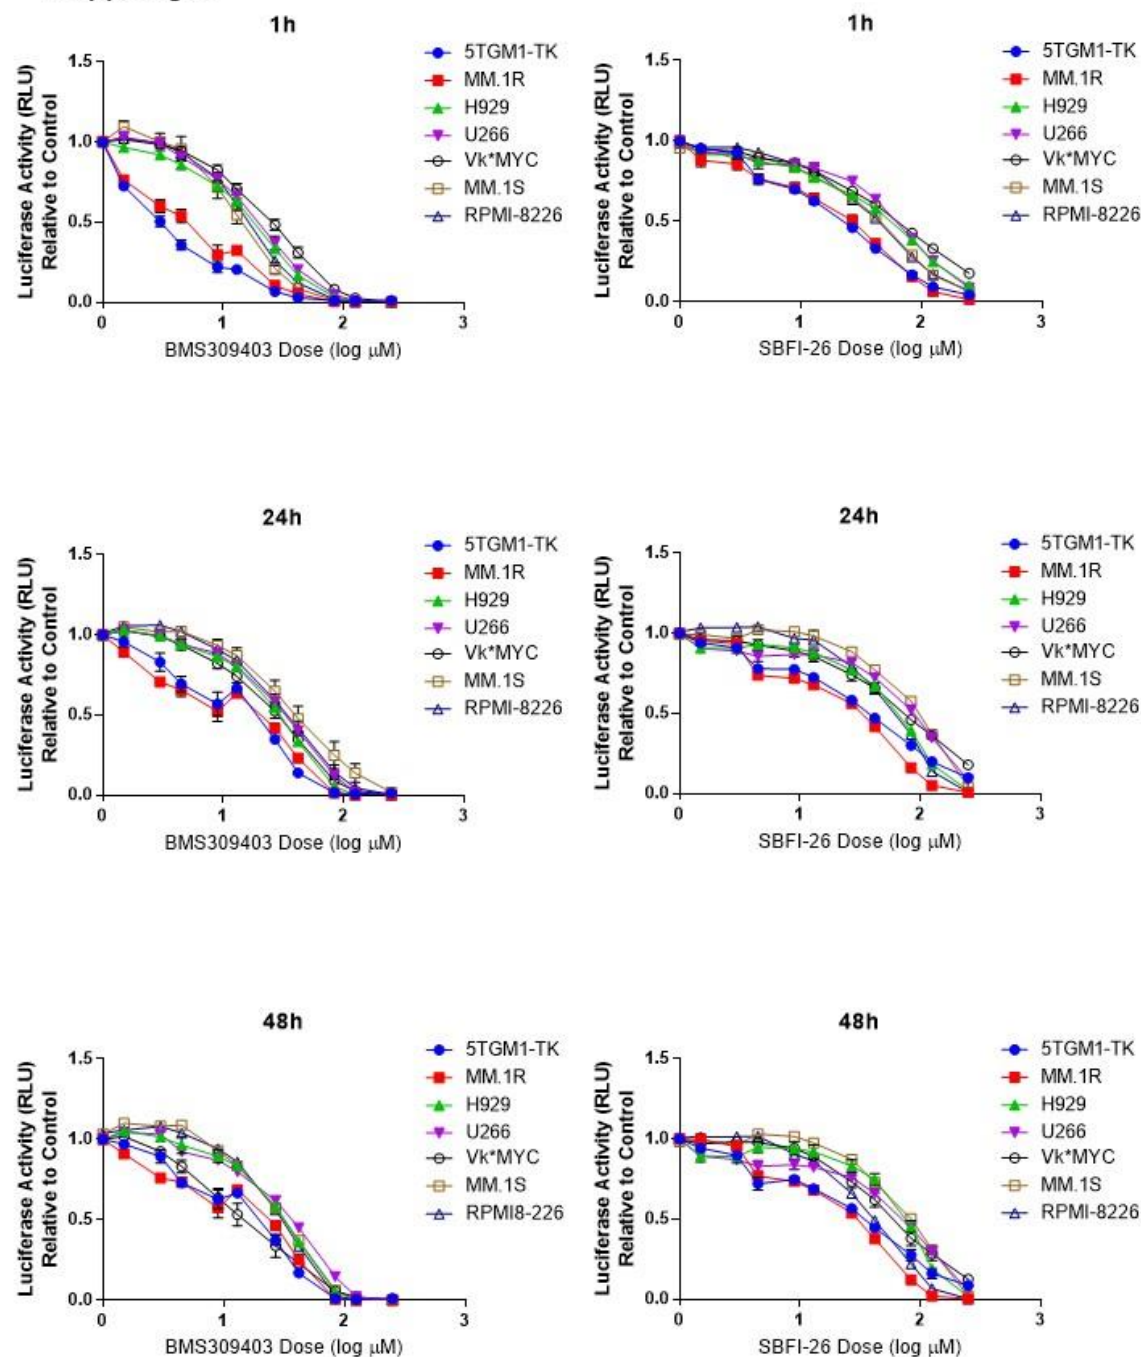 1h
1.5
1.0
0.5
0.0
0
1
2
3
Luciferase Activity (RLU)
Relative to Control
BMS309403 Dose (log µM)
5TGM1-TK
MM.1R
H929
U266
Vk*MYC
MM.1S
RPMI-8226
1h
1.5
1.0
0.5
0.0
0
1
2
3
Luciferase Activity (RLU)
Relative to Control
SBFI-26 Dose (log µM)
5TGM1-TK
MM.1R
H929
U266
Vk*MYC
MM.1S
RPMI-8226
24h
1.5
1.0
0.5
0.0
0
1
2
3
Luciferase Activity (RLU)
Relative to Control
BMS309403 Dose (log µM)
5TGM1-TK
MM.1R
H929
U266
Vk*MYC
MM.1S
RPMI-8226
24h
1.5
1.0
0.5
0.0
0
1
2
3
Luciferase Activity (RLU)
Relative to Control
SBFI-26 Dose (log µM)
5TGM1-TK
MM.1R
H929
U266
Vk*MYC
MM.1S
RPMI-8226
48h
1.5
1.0
0.5
0.0
0
1
2
3
Luciferase Activity (RLU)
Relative to Control
BMS309403 Dose (log µM)
5TGM1-TK
MM.1R
H929
U266
Vk*MYC
MM.1S
RPMI8-226
48h
1.5
1.0
0.5
0.0
0
1
2
3
Luciferase Activity (RLU)
Relative to Control
SBFI-26 Dose (log µM)
5TGM1-TK
MM.1R
H929
U266
Vk*MYC
MM.1S
RPMI-8226